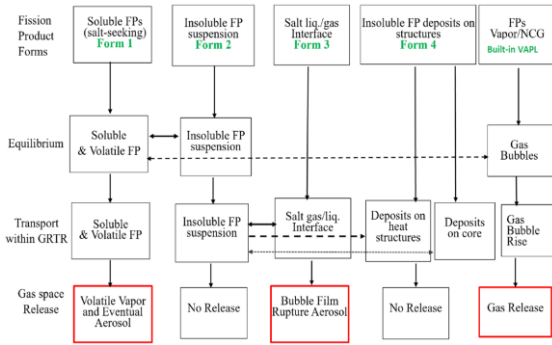 Fission
Product
Forms
Soluble FPs
(salt-seeking)
Form 1
Insoluble FP
suspension
Form 2
Salt liq./gas
Interface
Form 3
Insoluble FP deposits on
structures
Form 4
FPs
Vapor/NCG
Built-in VAPL
Equilibrium
Soluble
& Volatile FP
Insoluble FP
suspension
Gas
Bubbles
Transport
within GRTR
Soluble
& Volatile FP
Insoluble FP
suspension
Salt gas/liq.
Interface
Deposits on
heat structures
Deposits
on core
Gas
Bubble
Rise
Gas space
Release
Volatile Vapor
and Eventual
Aerosol
No Release
Bubble Film
Rupture Aerosol
No Release
Gas Release